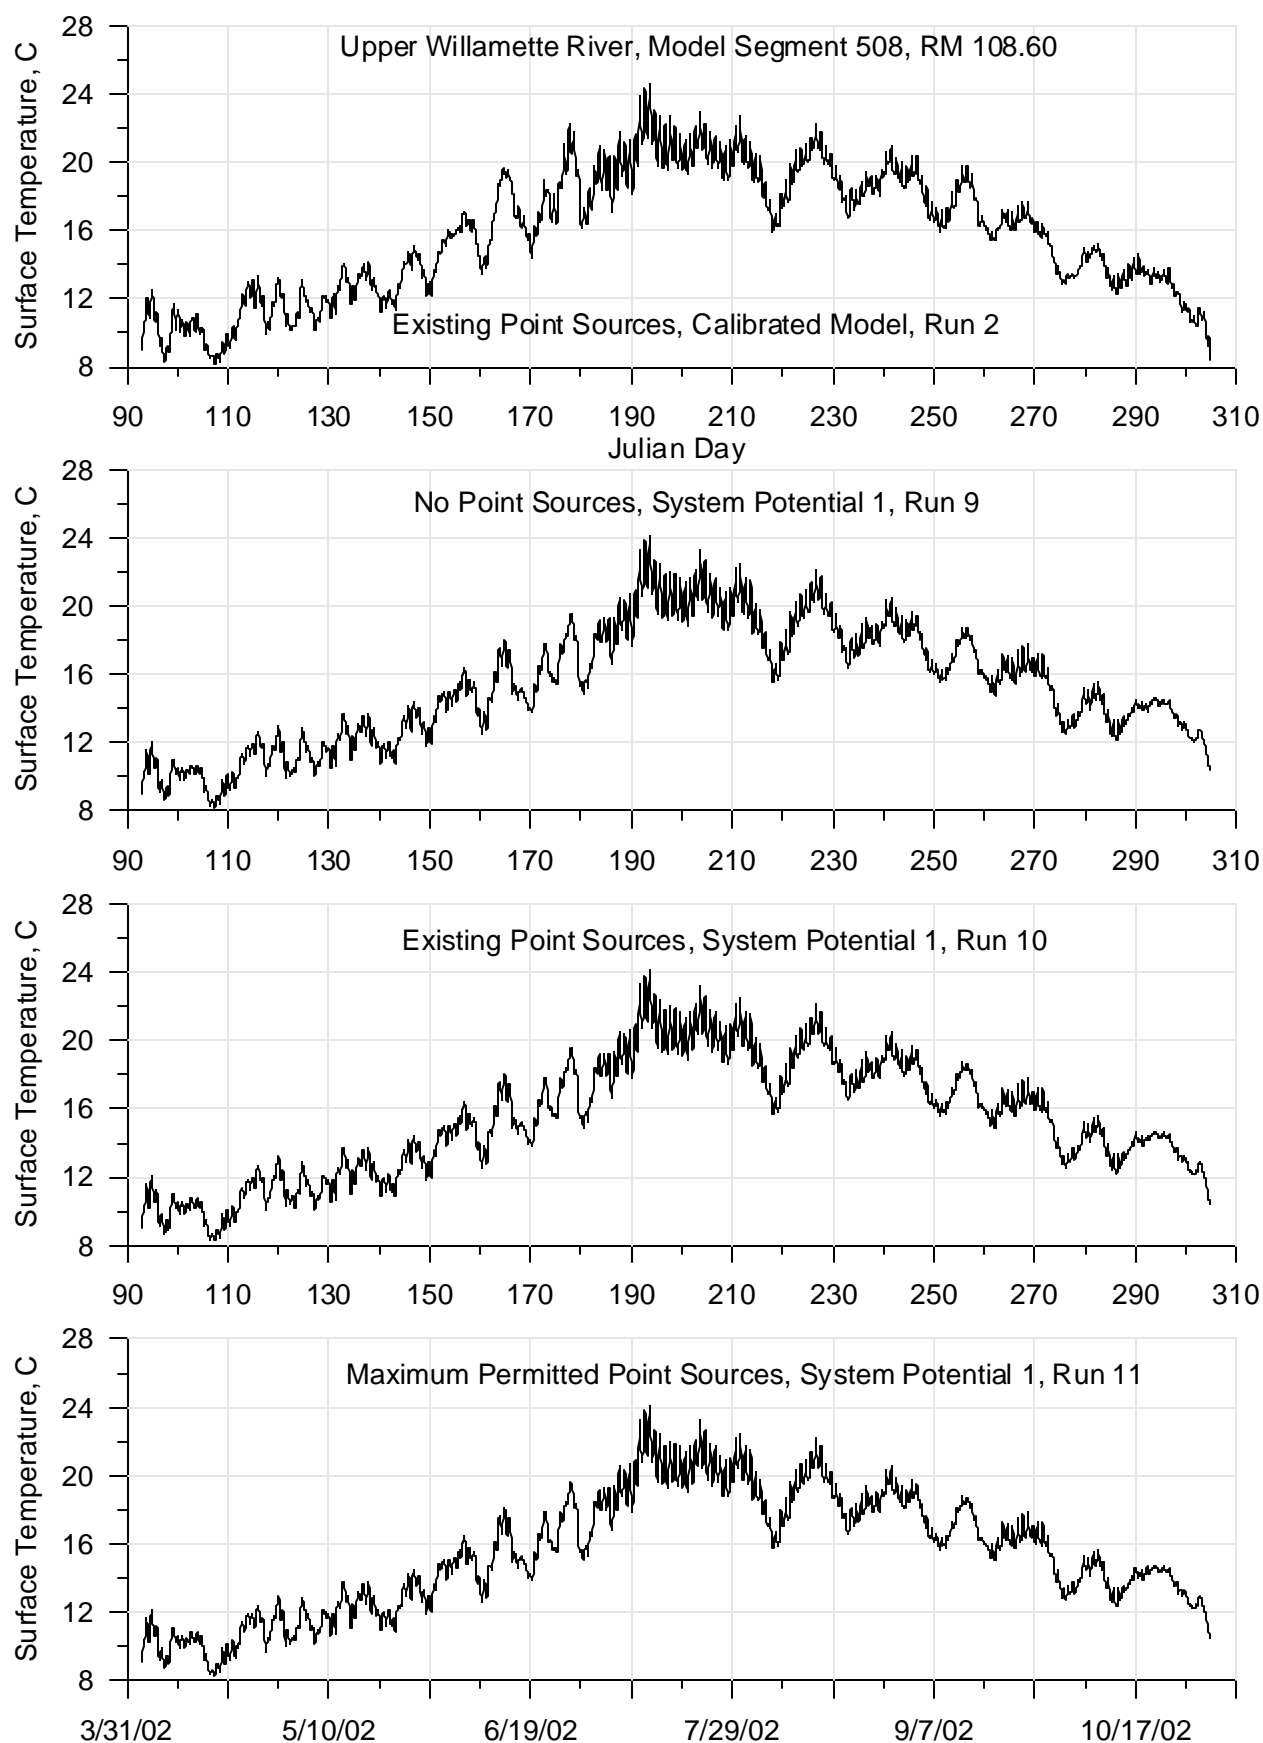 28
Upper Willamette River, Model Segment 508, RM 108.60
24
20
16
12
8
Surface Temperature, C
Existing Point Sources, Calibrated Model, Run 2
90 110 130 150 170 190 210 230 250 270 290 310
Julian Day
28
No Point Sources, System Potential 1, Run 9
24
20
16
12
8
Surface Temperature, C
90 110 130 150 170 190 210 230 250 270 290 310
28
Existing Point Sources, System Potential 1, Run 10
24
20
16
12
8
Surface Temperature, C
90 110 130 150 170 190 210 230 250 270 290 310
28
Maximum Permitted Point Sources, System Potential 1, Run 11
24
20
16
12
8
Surface Temperature, C
3/31/02 5/10/02 6/19/02 7/29/02 9/7/02 10/17/02